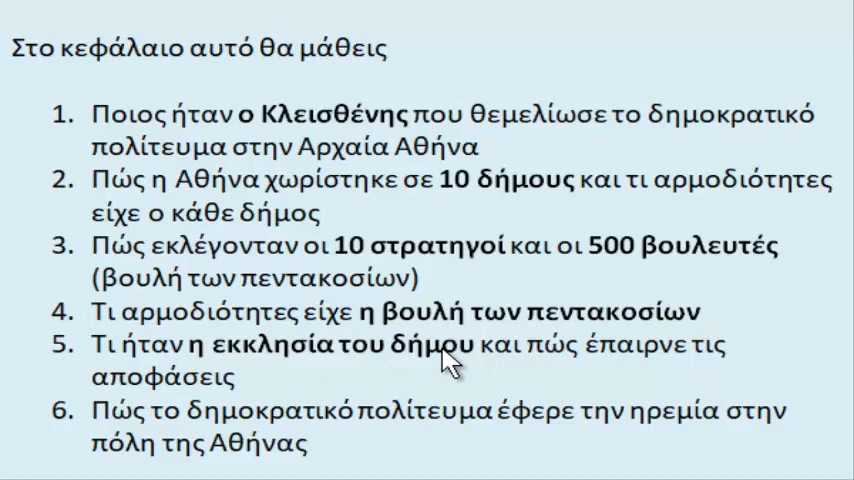 Στο κεφάλαιο αυτό θα μάθεις
1. Ποιος ήταν ο Κλεισθένης που θεμελίωσε το δημοκρατικό
πολίτευμα στην Αρχαία Αθήνα
2. Πώς η Αθήνα χωρίστηκε σε 10 δήμους και τι αρμοδιότητες
είχε ο κάθε δήμος
3. Πώς εκλέγονταν οι 10 στρατηγοί και οι 500 βουλευτές
(βουλή των πεντακοσίων)
4. Τι αρμοδιότητες είχε η βουλή των πεντακοσίων
5. Τι ήταν η εκκλησία του δήμου και πώς έπαιρνε τις
αποφάσεις
6. Πώς το δημοκρατικό πολίτευμα έφερε την ηρεμία στην
πόλη της Αθήνας